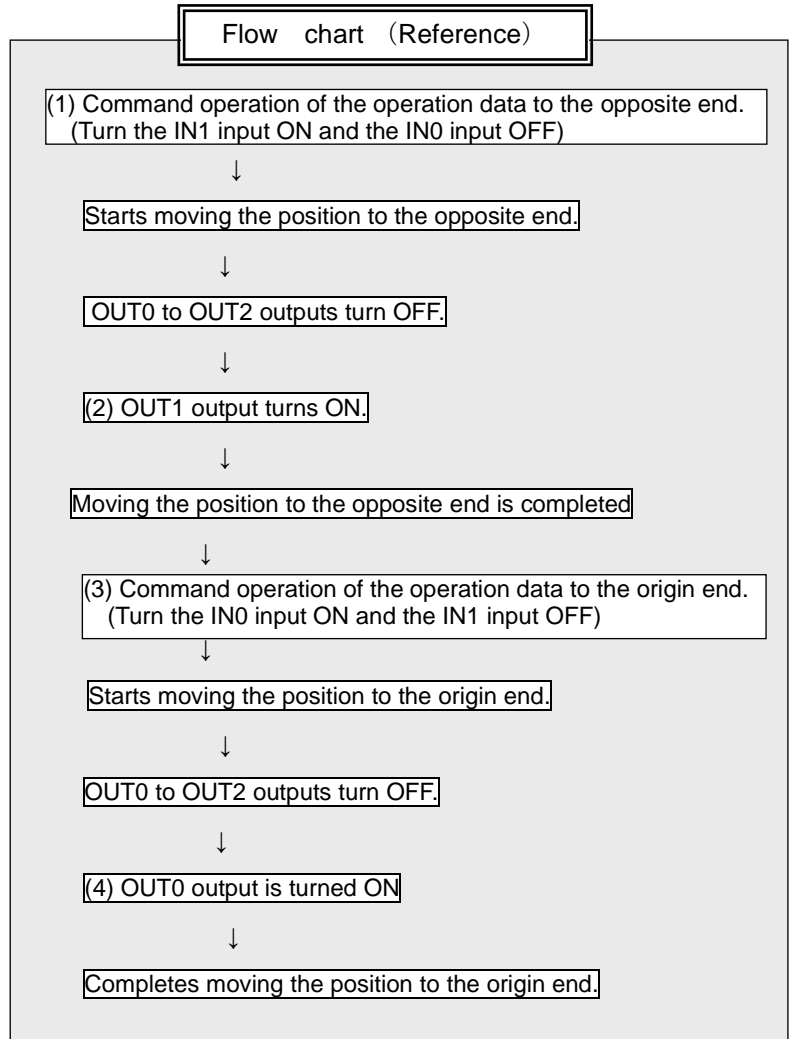 Flow chart （Reference）
(1) Command operation of the operation data to the opposite end.
(Turn the IN1 input ON and the IN0 input OFF)
↓
Starts moving the position to the opposite end.
↓
OUT0 to OUT2 outputs turn OFF.
↓
(2) OUT1 output turns ON.
↓
Moving the position to the opposite end is completed
↓
(3) Command operation of the operation data to the origin end.
(Turn the IN0 input ON and the IN1 input OFF)
↓
Starts moving the position to the origin end.
↓
OUT0 to OUT2 outputs turn OFF.
↓
(4) OUT0 output is turned ON
↓
Completes moving the position to the origin end.